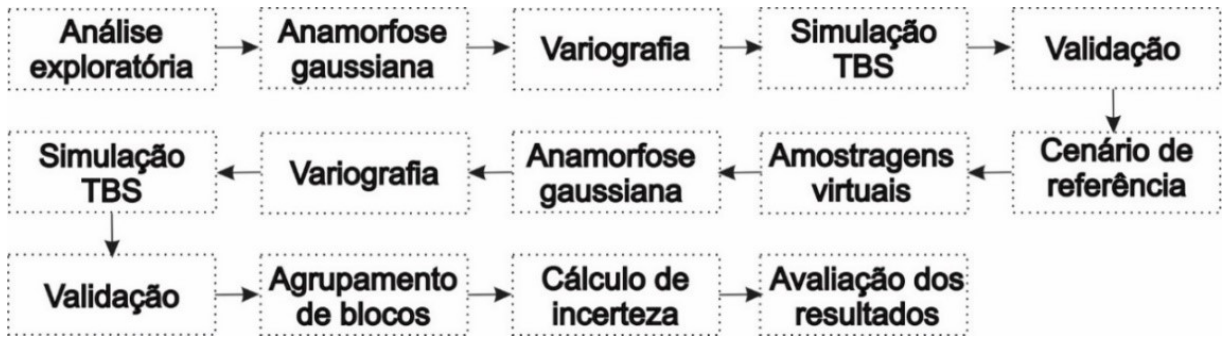 Análise
exploratória
Anamorfose
gaussiana
Variografia
Simulação
TBS
Validação
Cenário de
referência
Amostragens
virtuais
Anamorfose
gaussiana
Variografia
Simulação
TBS
Validação
Agrupamento
de blocos
Cálculo de
incerteza
Avaliação dos
resultados